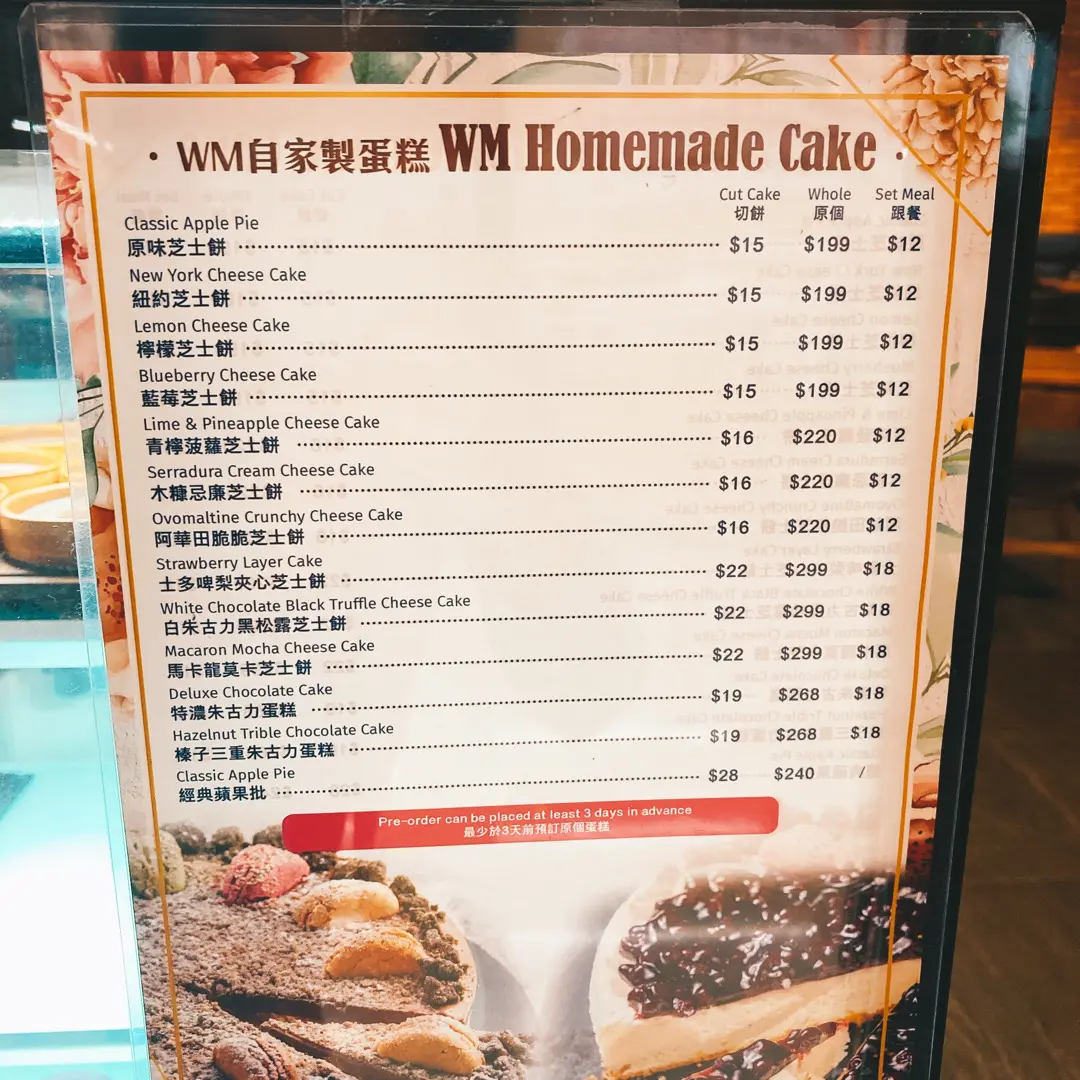 · WM自家製蛋糕 WM Homemade Cake ·
Cut Cake Whole Set Meal
切餅 原個 跟餐
Classic Apple Pie
原味芝士餅 $15 $199 $12
New York Cheese Cake
紐約芝士餅 $15 $199 $12
Lemon Cheese Cake
檸檬芝士餅 $15 $199 $12
Blueberry Cheese Cake
藍莓芝士餅 $15 $199 $12
Lime & Pineapple Cheese Cake
青檸菠蘿芝士餅 $16 $220 $12
Serradura Cream Cheese Cake
木糠忌廉芝士餅 $16 $220 $12
Ovomaltine Crunchy Cheese Cake
阿華田脆脆芝士餅 $16 $220 $12
Strawberry Layer Cake
士多啤梨夾心芝士餅 $22 $299 $18
White Chocolate Black Truffle Cheese Cake
白朱古力黑松露芝士餅 $22 $299 $18
Macaron Mocha Cheese Cake
馬卡龍莫卡芝士餅 $22 $299 $18
Deluxe Chocolate Cake
特濃朱古力蛋糕 $19 $268 $18
Hazelnut Trible Chocolate Cake
榛子三重朱古力蛋糕 $19 $268 $18
Classic Apple Pie
經典蘋果批 $28 $240 /
Pre-order can be placed at least 3 days in advance
最少於3天前預訂原個蛋糕